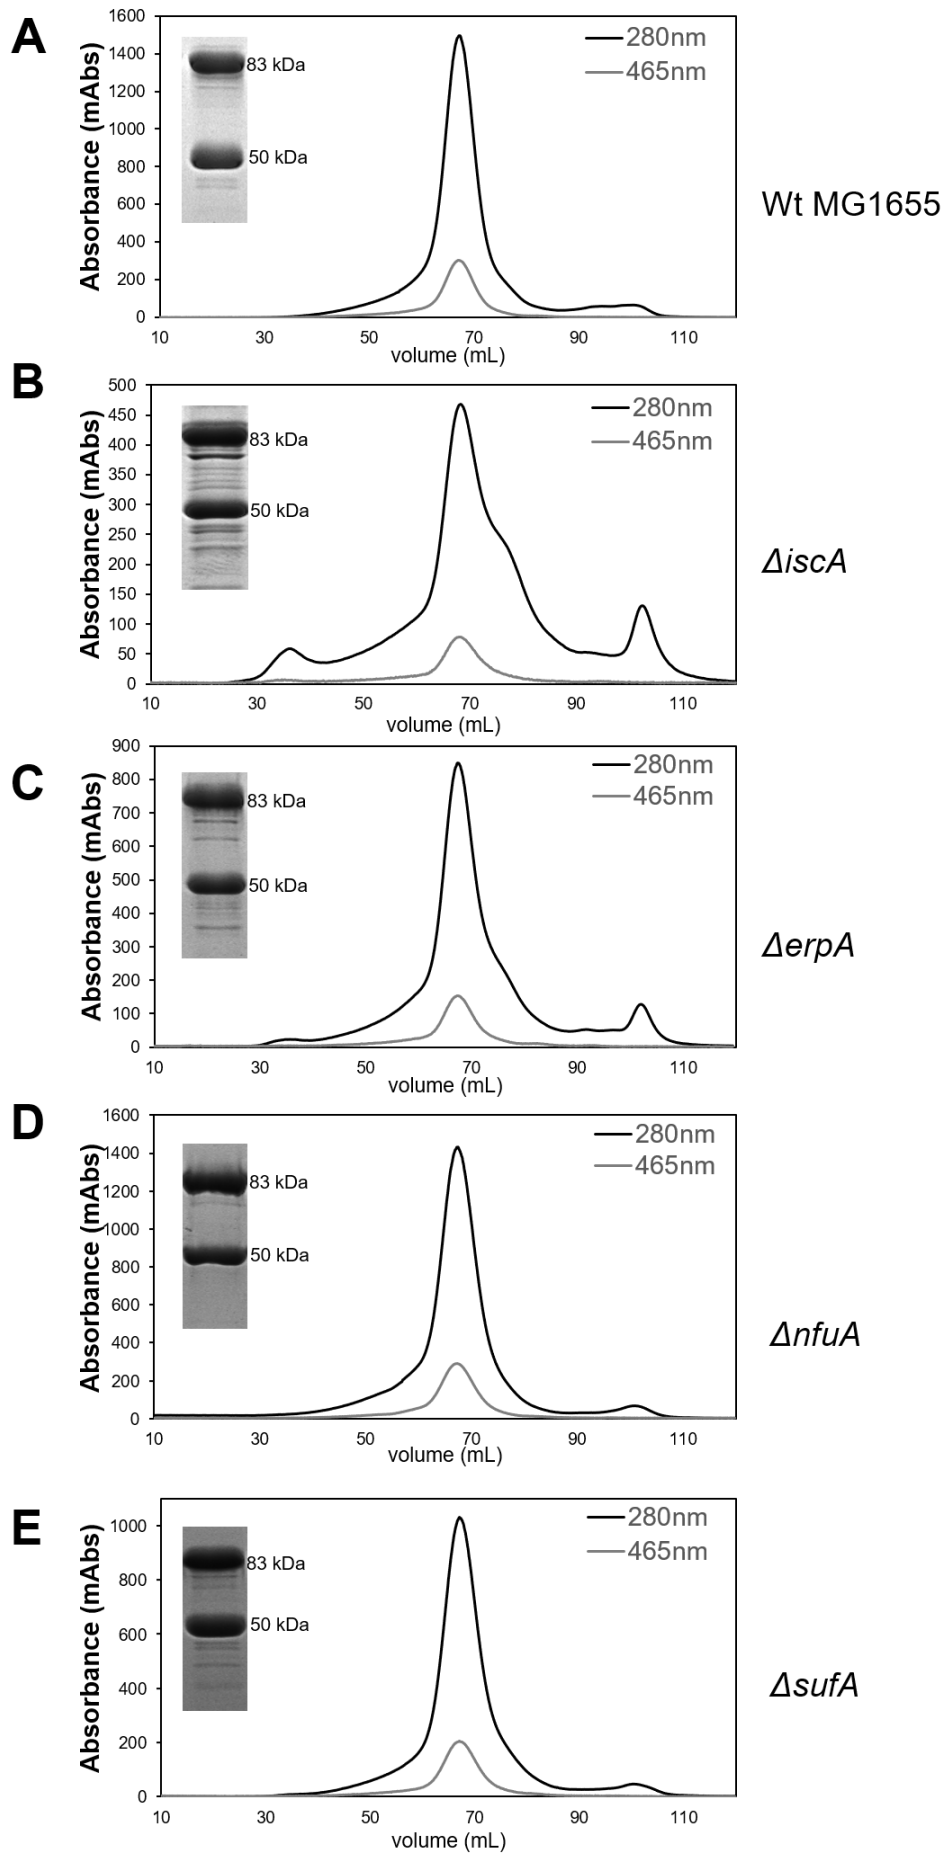 A
Absorbance (mAbs)
1600
1400
1200
1000
800
600
400
200
0
83 kDa
50 kDa
280nm
465nm
10 30 50 70 90 110
volume (mL)
Wt MG1655
B
Absorbance (mAbs)
500
450
400
350
300
250
200
150
100
50
0
83 kDa
50 kDa
280nm
465nm
10 30 50 70 90 110
volume (mL)
ΔiscA
C
Absorbance (mAbs)
900
800
700
600
500
400
300
200
100
0
83 kDa
50 kDa
280nm
465nm
10 30 50 70 90 110
volume (mL)
ΔerpA
D
Absorbance (mAbs)
1600
1400
1200
1000
800
600
400
200
0
83 kDa
50 kDa
280nm
465nm
10 30 50 70 90 110
volume (mL)
ΔnfuA
E
Absorbance (mAbs)
1000
800
600
400
200
0
83 kDa
50 kDa
280nm
465nm
10 30 50 70 90 110
volume (mL)
ΔsufA